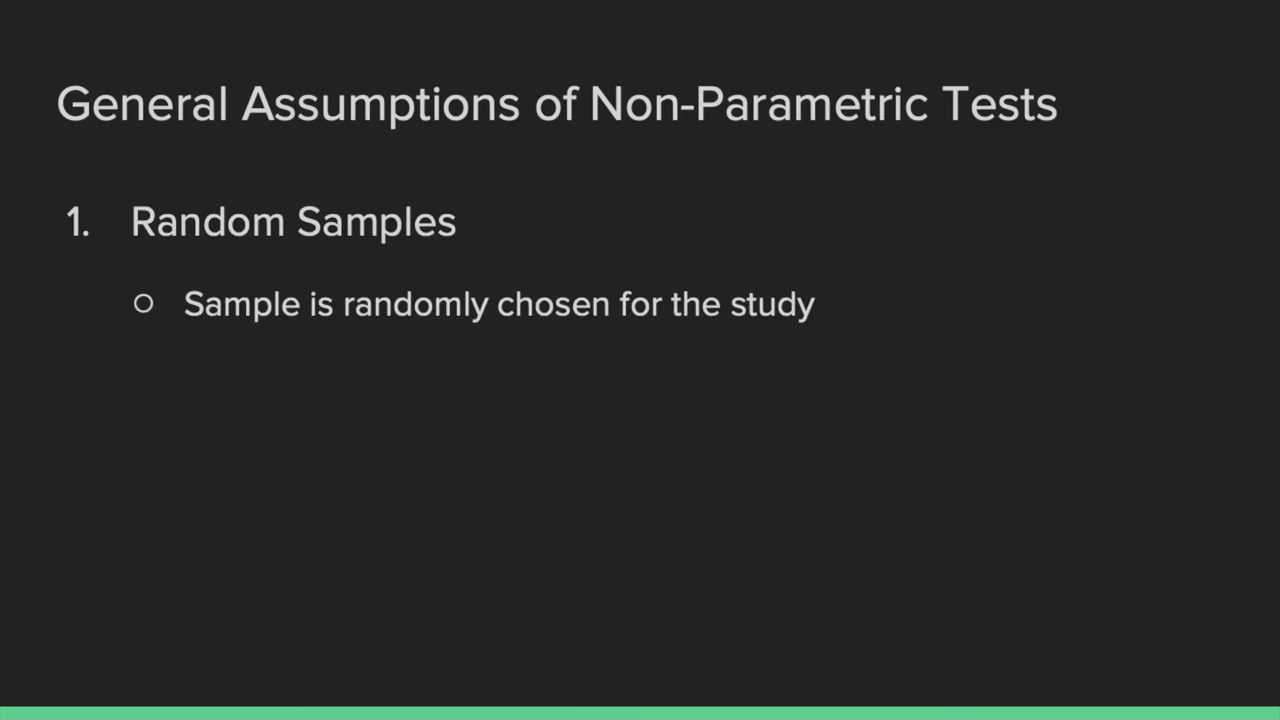 General Assumptions of Non-Parametric Tests
1. Random Samples
○ Sample is randomly chosen for the study